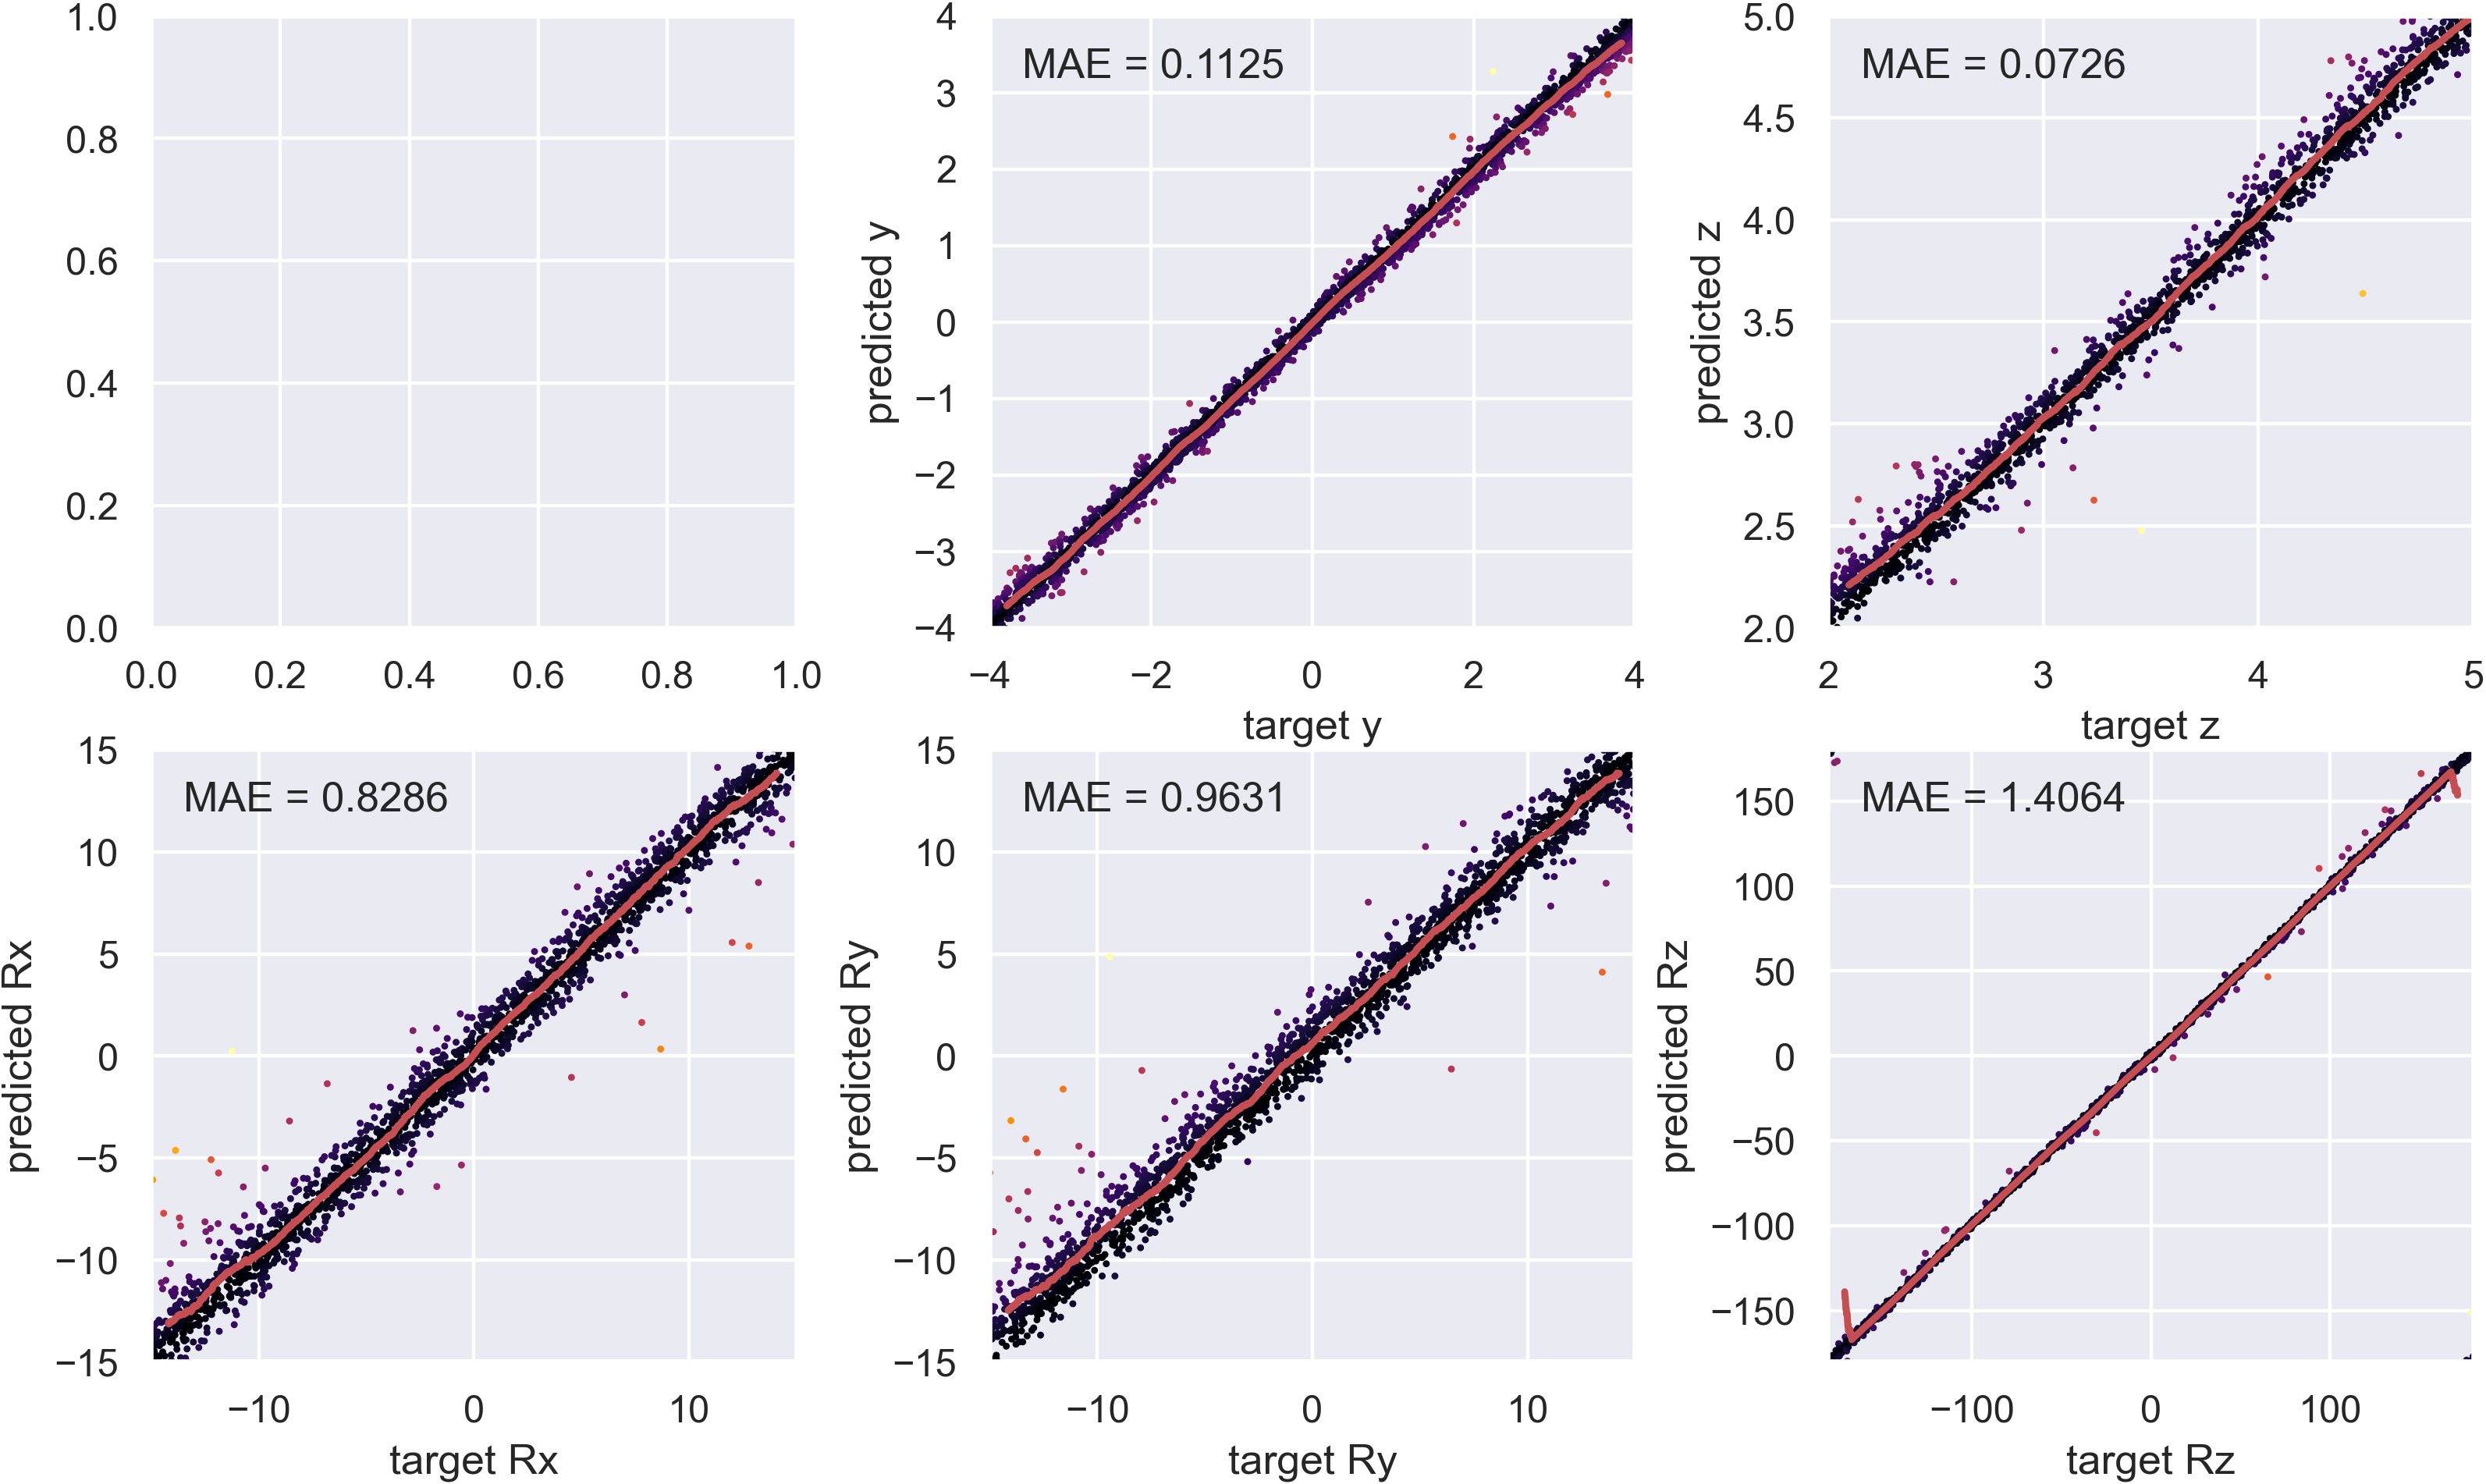 1.0
0.8
0.6
0.4
0.2
0.0
0.0 0.2 0.4 0.6 0.8 1.0
MAE = 0.1125
predicted y
4
3
2
1
0
−1
−2
−3
−4
−4 −2 0 2 4
target y
MAE = 0.0726
predicted z
5.0
4.5
4.0
3.5
3.0
2.5
2.0
2 3 4 5
target z
MAE = 0.8286
predicted Rx
15
10
5
0
−5
−10
−15
−10 0 10
target Rx
MAE = 0.9631
predicted Ry
15
10
5
0
−5
−10
−15
−10 0 10
target Ry
MAE = 1.4064
predicted Rz
150
100
50
0
−50
−100
−150
−100 0 100
target Rz